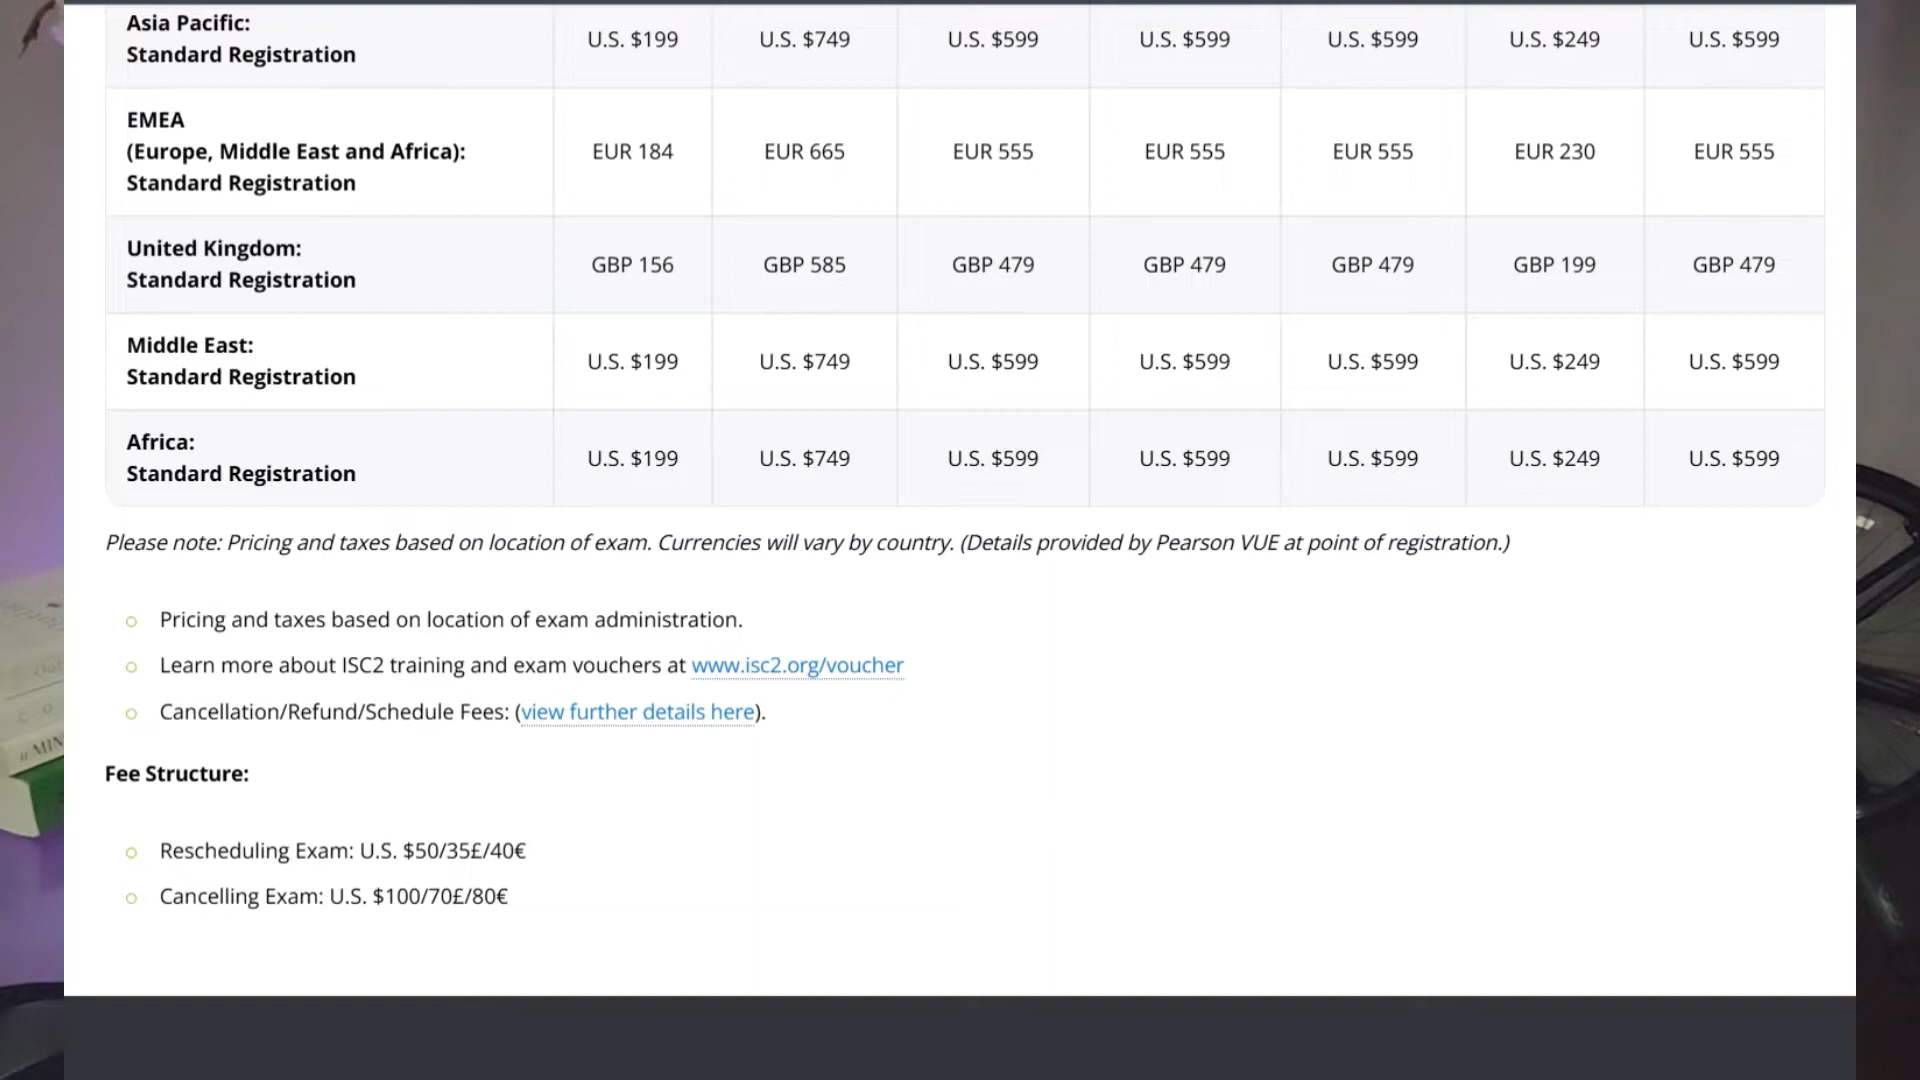 Asia Pacific:
Standard Registration
U.S. $199 U.S. $749 U.S. $599 U.S. $599 U.S. $599 U.S. $249 U.S. $599
EMEA
(Europe, Middle East and Africa):
Standard Registration
EUR 184 EUR 665 EUR 555 EUR 555 EUR 555 EUR 230 EUR 555
United Kingdom:
Standard Registration
GBP 156 GBP 585 GBP 479 GBP 479 GBP 479 GBP 199 GBP 479
Middle East:
Standard Registration
U.S. $199 U.S. $749 U.S. $599 U.S. $599 U.S. $599 U.S. $249 U.S. $599
Africa:
Standard Registration
U.S. $199 U.S. $749 U.S. $599 U.S. $599 U.S. $599 U.S. $249 U.S. $599
Please note: Pricing and taxes based on location of exam. Currencies will vary by country. (Details provided by Pearson VUE at point of registration.)
Pricing and taxes based on location of exam administration.
Learn more about ISC2 training and exam vouchers at www.isc2.org/voucher
Cancellation/Refund/Schedule Fees: (view further details here).
Fee Structure:
Rescheduling Exam: U.S. $50/35£/40€
Cancelling Exam: U.S. $100/70£/80€